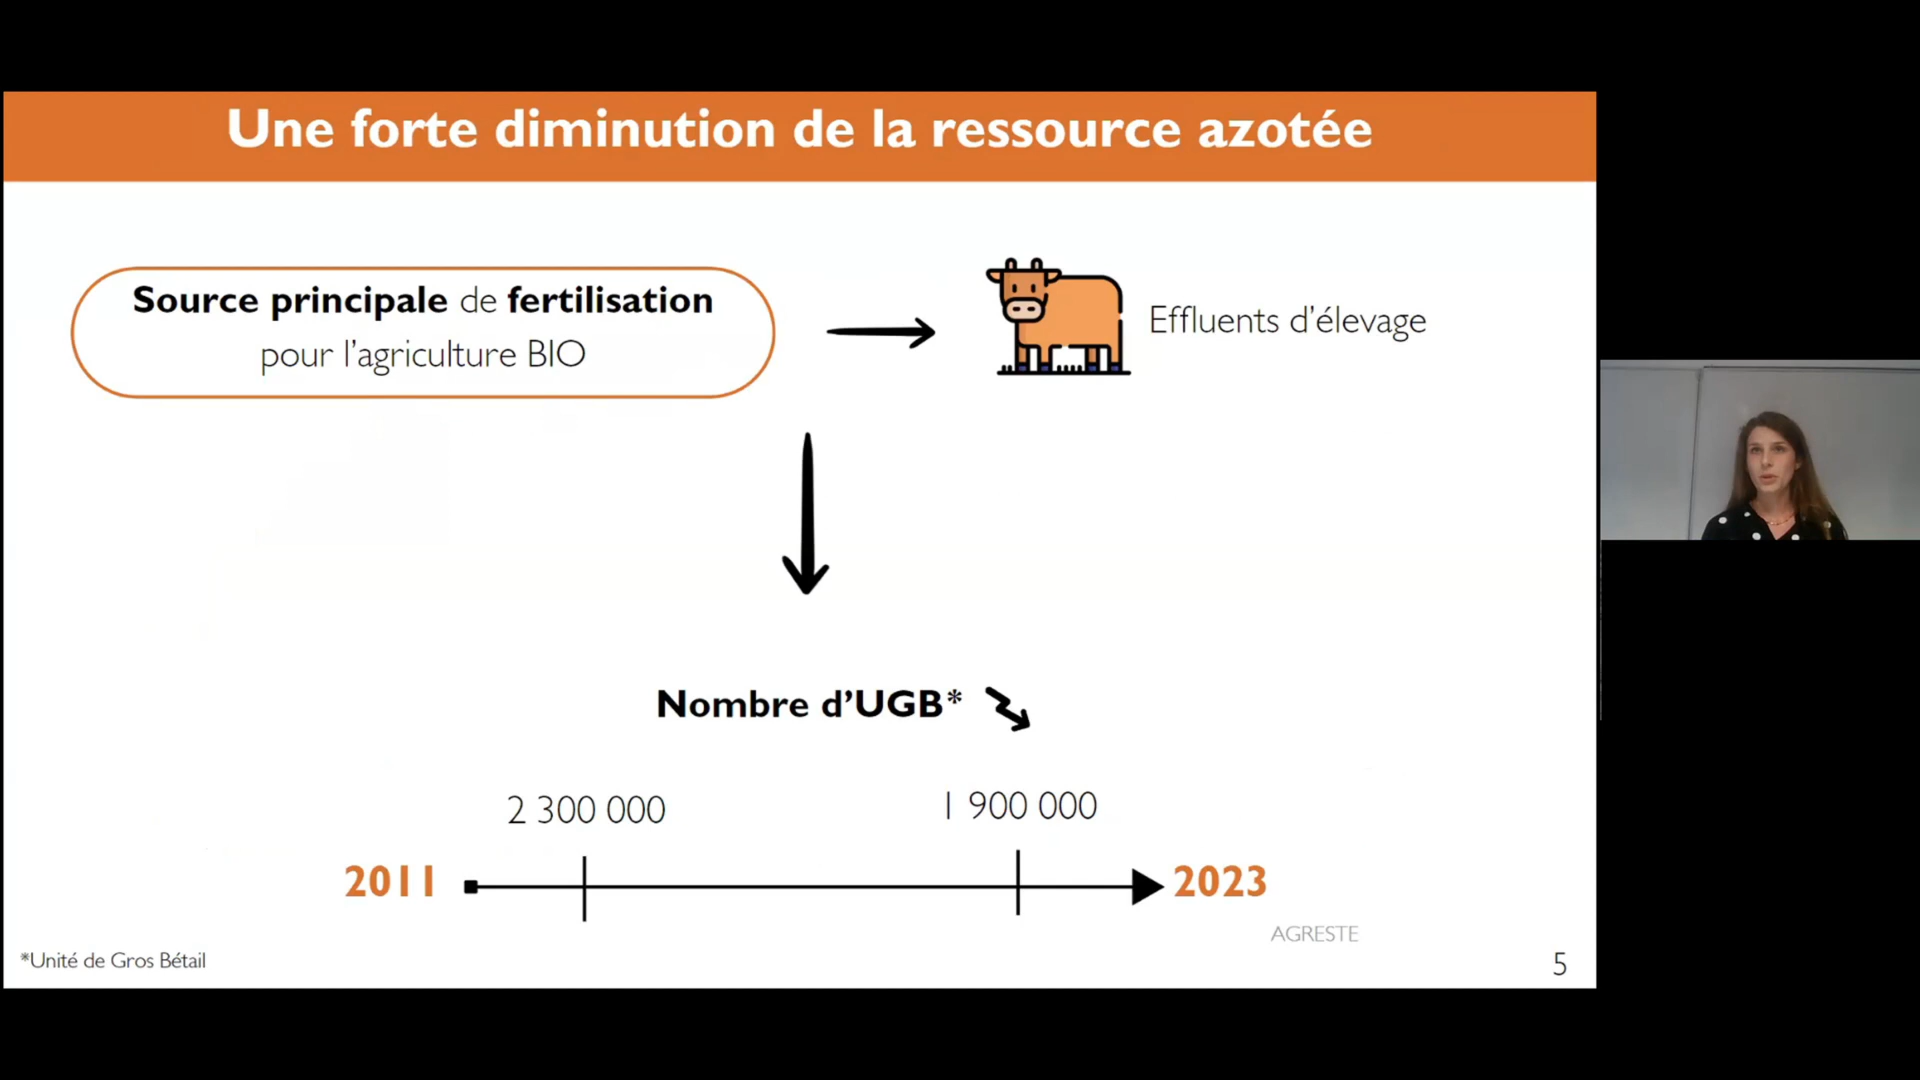 Une forte diminution de la ressource azotée
Source principale de fertilisation
pour l'agriculture BIO
Effluents d'élevage
Nombre d'UGB*
2 300 000
1 900 000
2011
2023
AGRESTE
*Unité de Gros Bétail
5